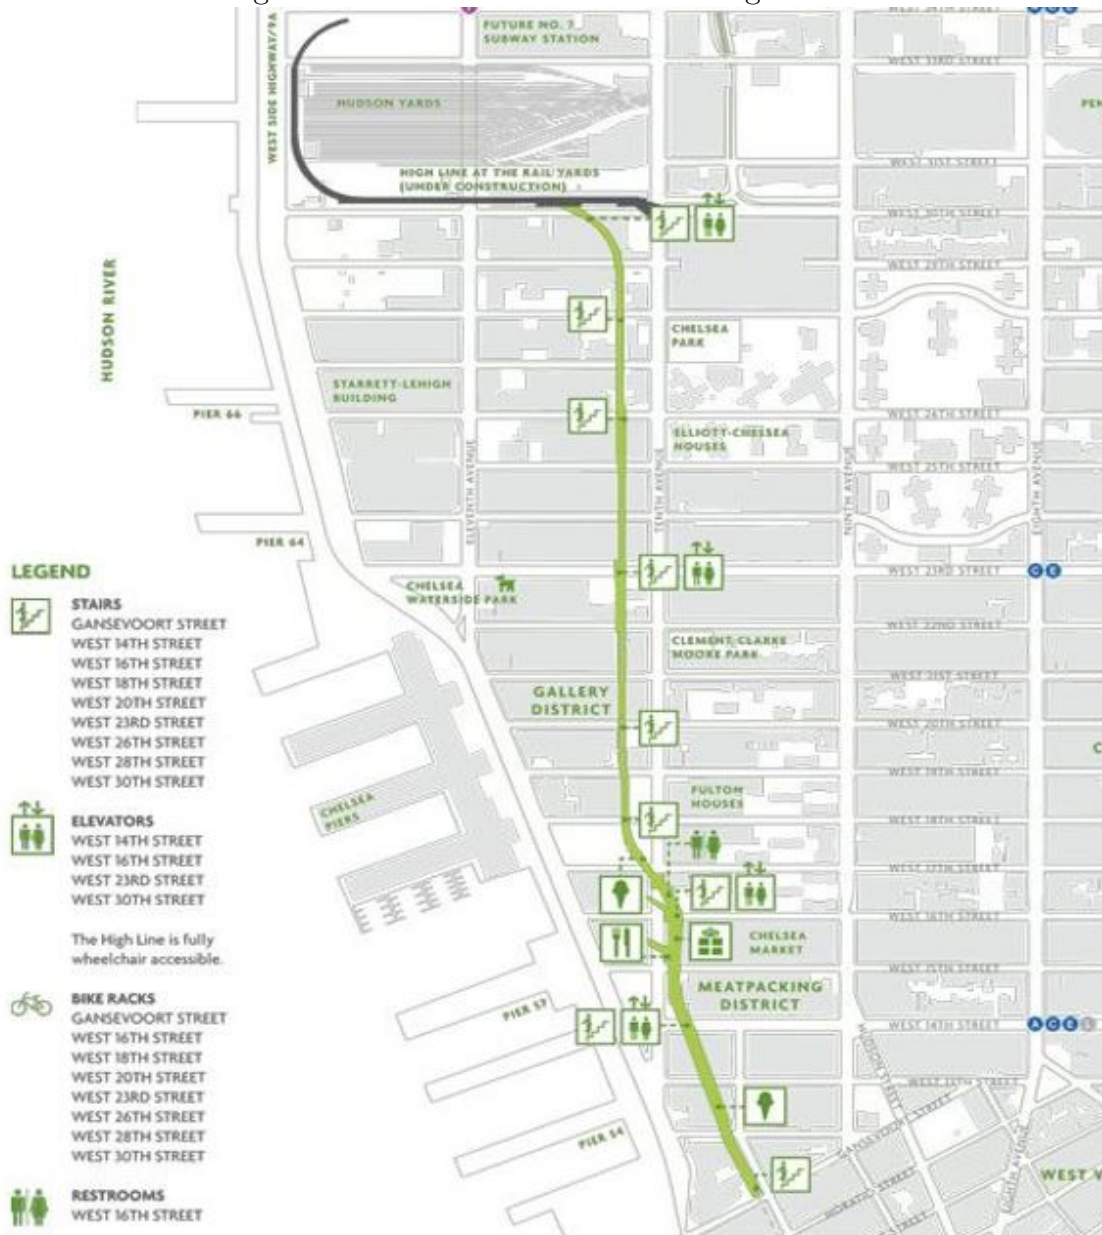 WEST SIDE HIGHWAY/9A
FUTURE NO. 7
SUBWAY STATION
WEST 34TH STREET
WEST 33RD STREET
HUDSON YARDS
WEST 31ST STREET
HIGH LINE AT THE RAIL YARDS
(UNDER CONSTRUCTION)
WEST 30TH STREET
WEST 29TH STREET
HUDSON RIVER
CHELSEA
PARK
STARRETT-LEHIGH
BUILDING
PIER 66
WEST 26TH STREET
ELLIOTT-CHELSEA
HOUSES
WEST 25TH STREET
ELEVENTH AVENUE
TENTH AVENUE
NINTH AVENUE
EIGHTH AVENUE
PIER 64
WEST 23RD STREET
C E
CHELSEA
WATERSIDE PARK
WEST 22ND STREET
CLEMENT CLARKE
MOORE PARK
WEST 21ST STREET
GALLERY
DISTRICT
WEST 20TH STREET
WEST 19TH STREET
FULTON
HOUSES
CHELSEA
PIERS
WEST 18TH STREET
WEST 17TH STREET
WEST 16TH STREET
CHELSEA
MARKET
WEST 15TH STREET
MEATPACKING
DISTRICT
PIER 57
WEST 14TH STREET
A C E L
HUDSON STREET
WEST 13TH STREET
GANSEVOORT STREET
PIER 54
EIGHTH AVENUE
HORATIO STREET
WEST V
LEGEND
STAIRS
GANSEVOORT STREET
WEST 14TH STREET
WEST 16TH STREET
WEST 18TH STREET
WEST 20TH STREET
WEST 23RD STREET
WEST 26TH STREET
WEST 28TH STREET
WEST 30TH STREET
ELEVATORS
WEST 14TH STREET
WEST 16TH STREET
WEST 23RD STREET
WEST 30TH STREET
The High Line is fully
wheelchair accessible.
BIKE RACKS
GANSEVOORT STREET
WEST 16TH STREET
WEST 18TH STREET
WEST 20TH STREET
WEST 23RD STREET
WEST 26TH STREET
WEST 28TH STREET
WEST 30TH STREET
RESTROOMS
WEST 16TH STREET